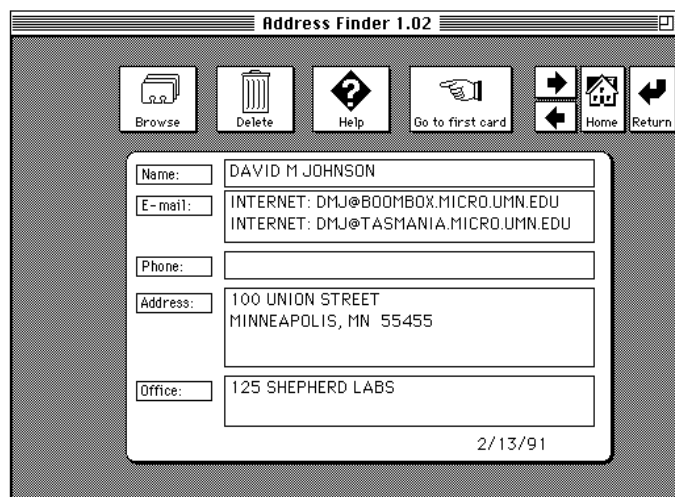 Address Finder 1.02
Browse
Delete
Help
Go to first card
Home
Return
Name:
DAVID M JOHNSON
E-mail:
INTERNET: DMJ@BOOMBOX.MICRO.UMN.EDU
INTERNET: DMJ@TASMANIA.MICRO.UMN.EDU
Phone:
Address:
100 UNION STREET
MINNEAPOLIS, MN  55455
Office:
125 SHEPHERD LABS
2/13/91